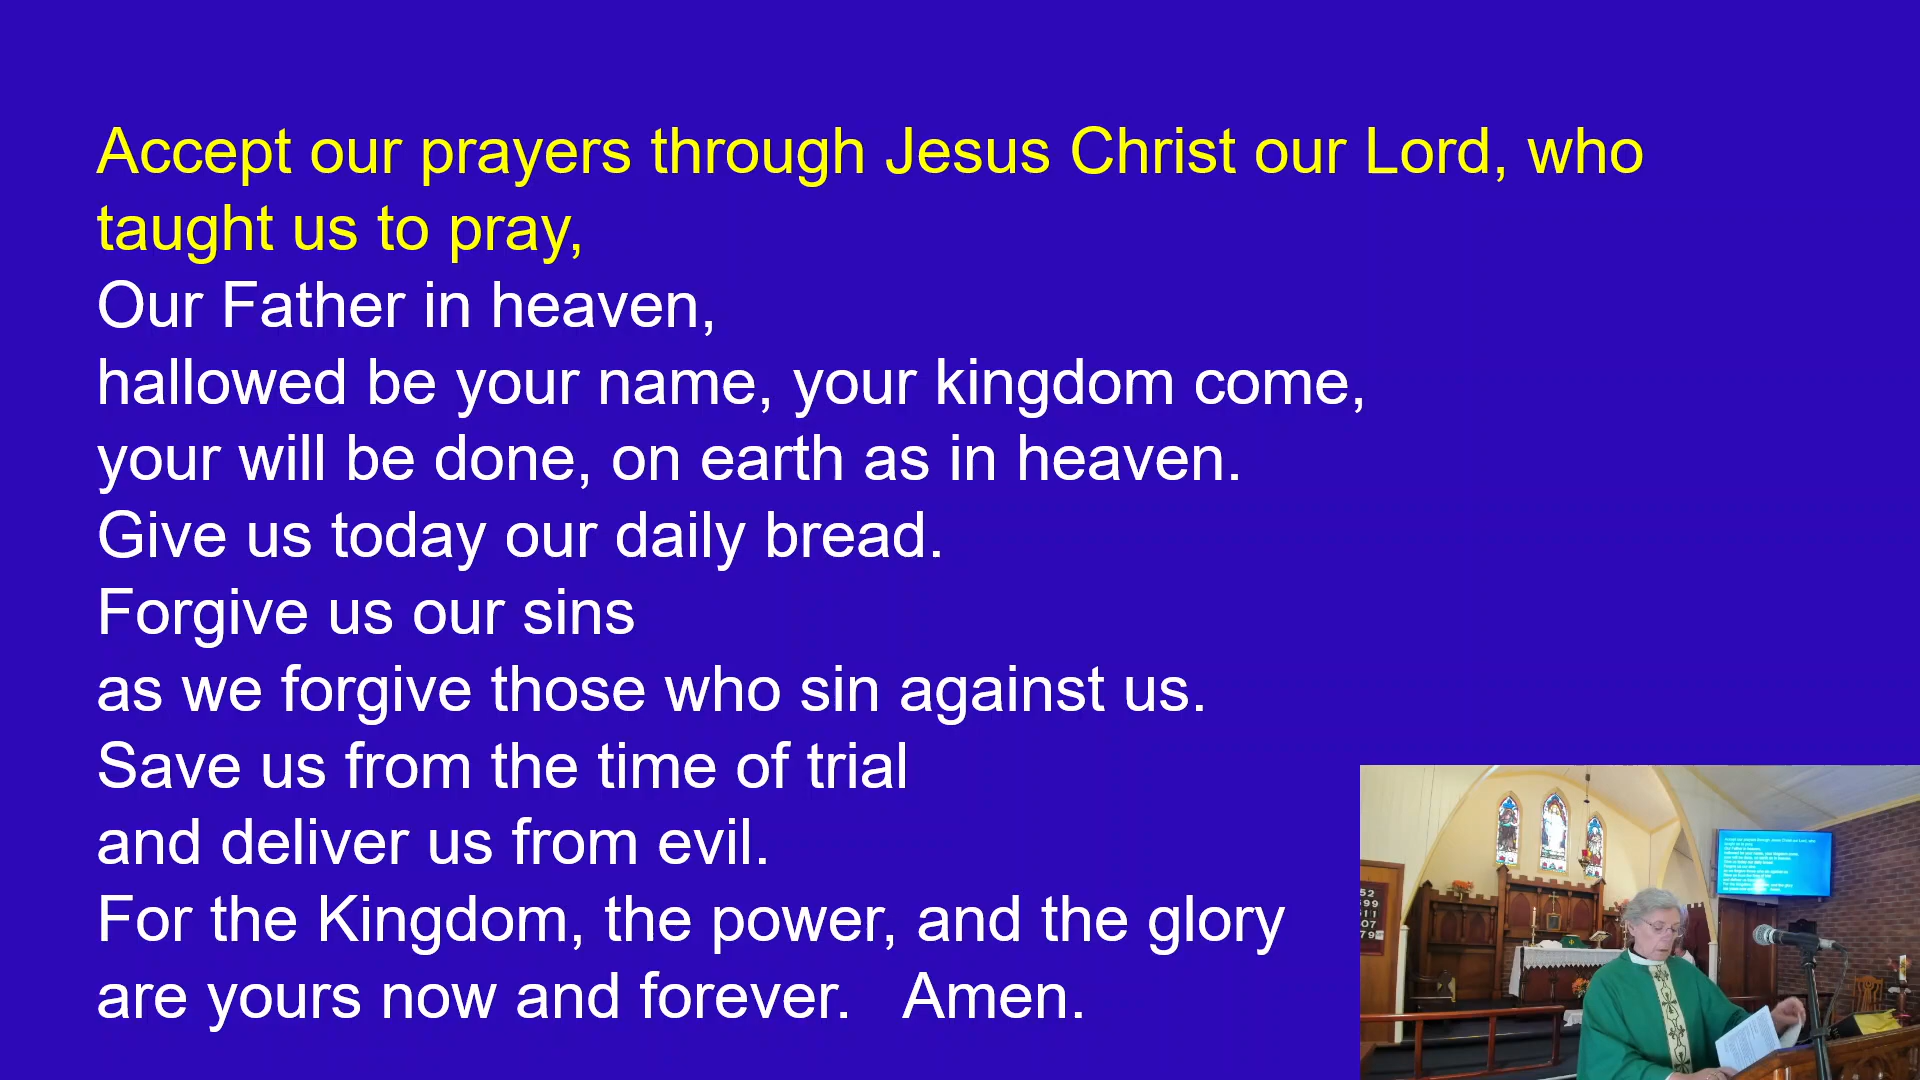 Accept our prayers through Jesus Christ our Lord, who
taught us to pray,
Our Father in heaven,
hallowed be your name, your kingdom come,
your will be done, on earth as in heaven.
Give us today our daily bread.
Forgive us our sins
as we forgive those who sin against us.
Save us from the time of trial
and deliver us from evil.
For the Kingdom, the power, and the glory
are yours now and forever. Amen.